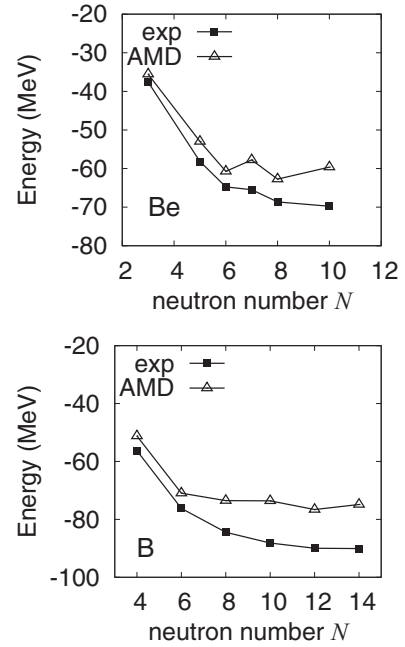 -20
-30
-40
-50
-60
-70
-80
Energy (MeV)
exp
AMD
Be
2 4 6 8 10 12
neutron number N
-20
-40
-60
-80
-100
Energy (MeV)
exp
AMD
B
4 6 8 10 12 14
neutron number N